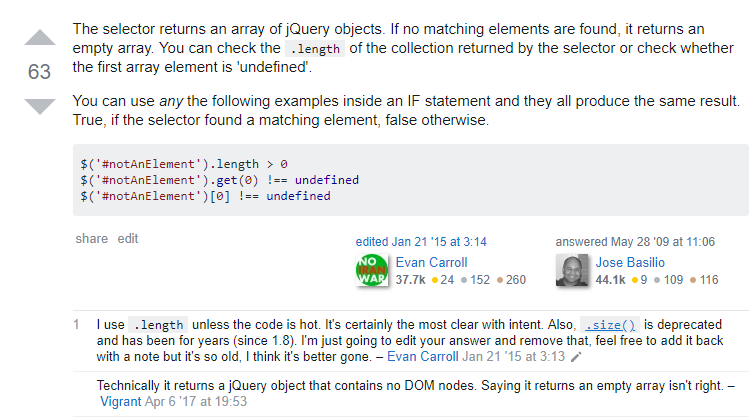 The selector returns an array of jQuery objects. If no matching elements are found, it returns an
empty array. You can check the .length of the collection returned by the selector or check whether
63
the first array element is 'undefined'.
You can use any the following examples inside an IF statement and they all produce the same result.
True, if the selector found a matching element, false otherwise.
$('#notAnElement').length > 0
$('#notAnElement').get(0) !== undefined
$('#notAnElement')[0] !== undefined
share edit
edited Jan 21 '15 at 3:14
NO IRAN WAR
Evan Carroll
37.7k 24 152 260
answered May 28 '09 at 11:06
Jose Basilio
44.1k 9 109 116
1 I use .length unless the code is hot. It's certainly the most clear with intent. Also, .size() is deprecated
and has been for years (since 1.8). I'm just going to edit your answer and remove that, feel free to add it back
with a note but it's so old, I think it's better gone. – Evan Carroll Jan 21 '15 at 3:13
Technically it returns a jQuery object that contains no DOM nodes. Saying it returns an empty array isn't right. –
Vigrant Apr 6 '17 at 19:53